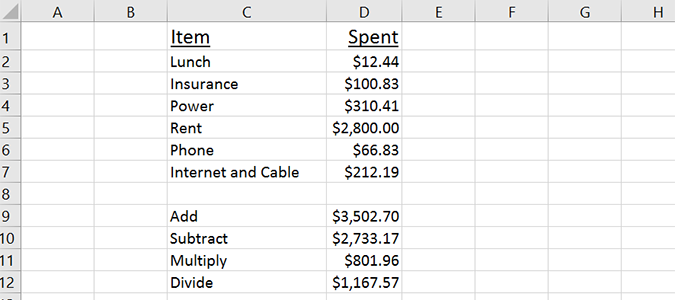 A B C D E F G H
1 Item Spent
2 Lunch $12.44
3 Insurance $100.83
4 Power $310.41
5 Rent $2,800.00
6 Phone $66.83
7 Internet and Cable $212.19
8
9 Add $3,502.70
10 Subtract $2,733.17
11 Multiply $801.96
12 Divide $1,167.57